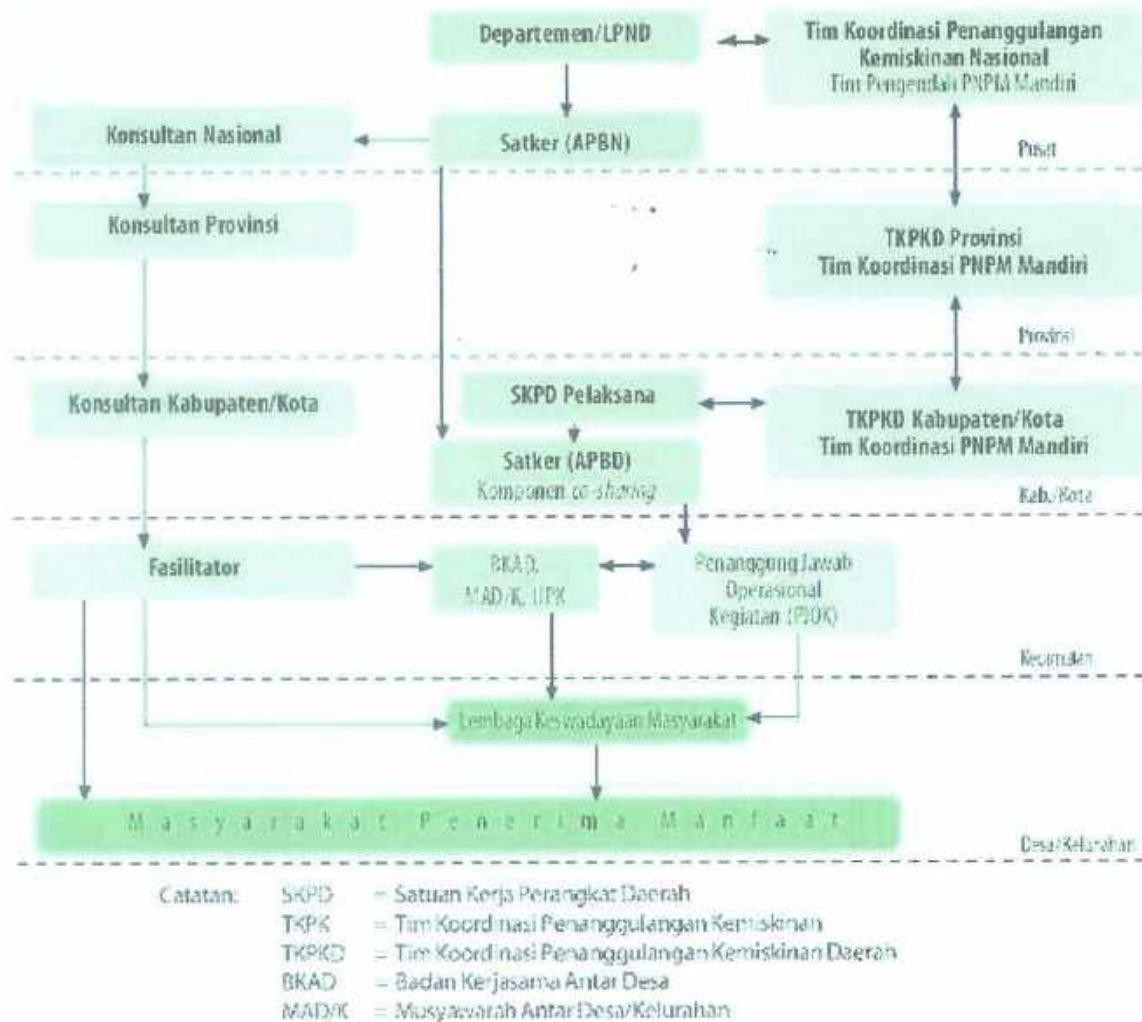 Departemen/LPND
Tim Koordinasi Penanggulangan
Kemiskinan Nasional
Tim Pengendali PNPM Mandiri
Konsultan Nasional
Satker (APBN)
Pusat
Konsultan Provinsi
TKPKD Provinsi
Tim Koordinasi PNPM Mandiri
Provinsi
Konsultan Kabupaten/Kota
SKPD Pelaksana
TKPKD Kabupaten/Kota
Tim Koordinasi PNPM Mandiri
Satker (APBD)
Komponen co-sharing
Kab./Kota
Fasilitator
BKAD,
MAD/K, UPK
Penanggung Jawab
Operasional
Kegiatan (PJOK)
Kecamatan
Lembaga Keswadayaan Masyarakat
Masyarakat Penerima Manfaat
Desa/Kelurahan
Catatan:
SKPD = Satuan Kerja Perangkat Daerah
TKPK = Tim Koordinasi Penanggulangan Kemiskinan
TKPKD = Tim Koordinasi Penanggulangan Kemiskinan Daerah
BKAD = Badan Kerjasama Antar Desa
MAD/K = Musyawarah Antar Desa/Kelurahan